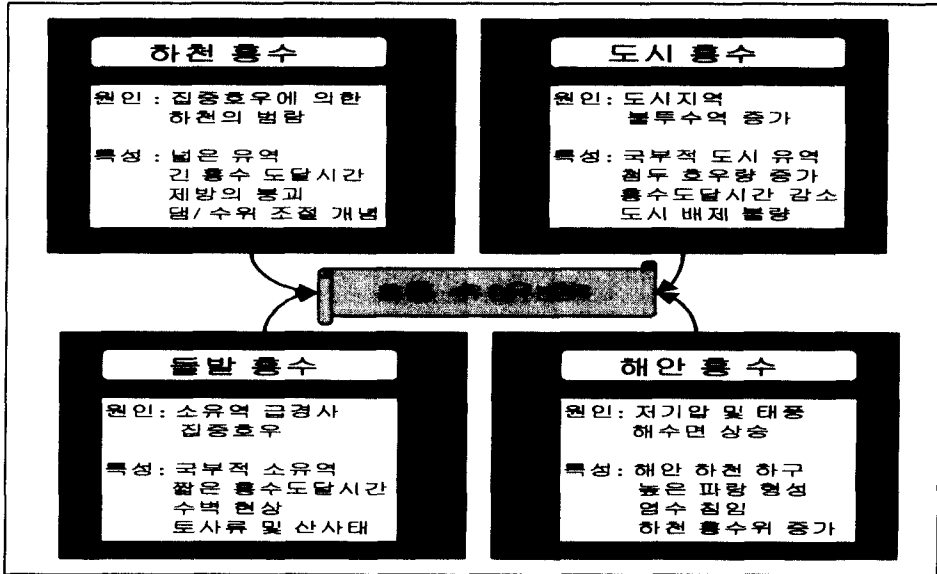 하천 홍수
원인 : 집중호우에 의한
하천의 범람
특성 : 넓은 유역
긴 홍수 도달시간
제방의 붕괴
댐/ 수위 조절 개념
도시 홍수
원인 : 도시지역
불투수역 증가
특성: 국부적 도시 유역
첨두 호우량 증가
홍수도달시간 감소
도시 배제 불량
돌발 홍수
원인: 소유역 급경사
집중호우
특성: 국부적 소유역
짧은 홍수도달시간
수벽 현상
토사류 및 산사태
해안 홍수
원인: 저기압 및 태풍
해수면 상승
특성: 해안 하천 하구
높은 파랑 형성
염수 침입
하천 홍수위 증가